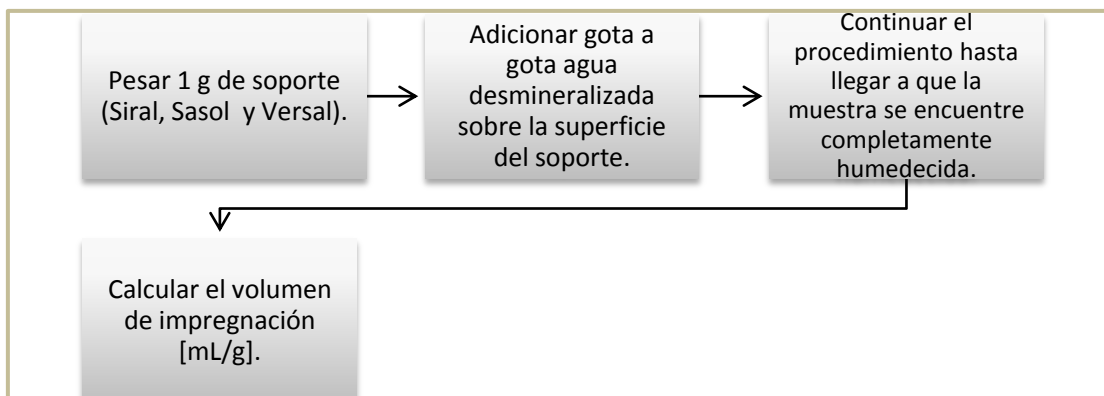 Pesar 1 g de soporte
(Siral, Sasol y Versal).
Adicionar gota a
gota agua
desmineralizada
sobre la superficie
del soporte.
Continuar el
procedimiento hasta
llegar a que la
muestra se encuentre
completamente
humedecida.
Calcular el volumen
de impregnación
[mL/g].